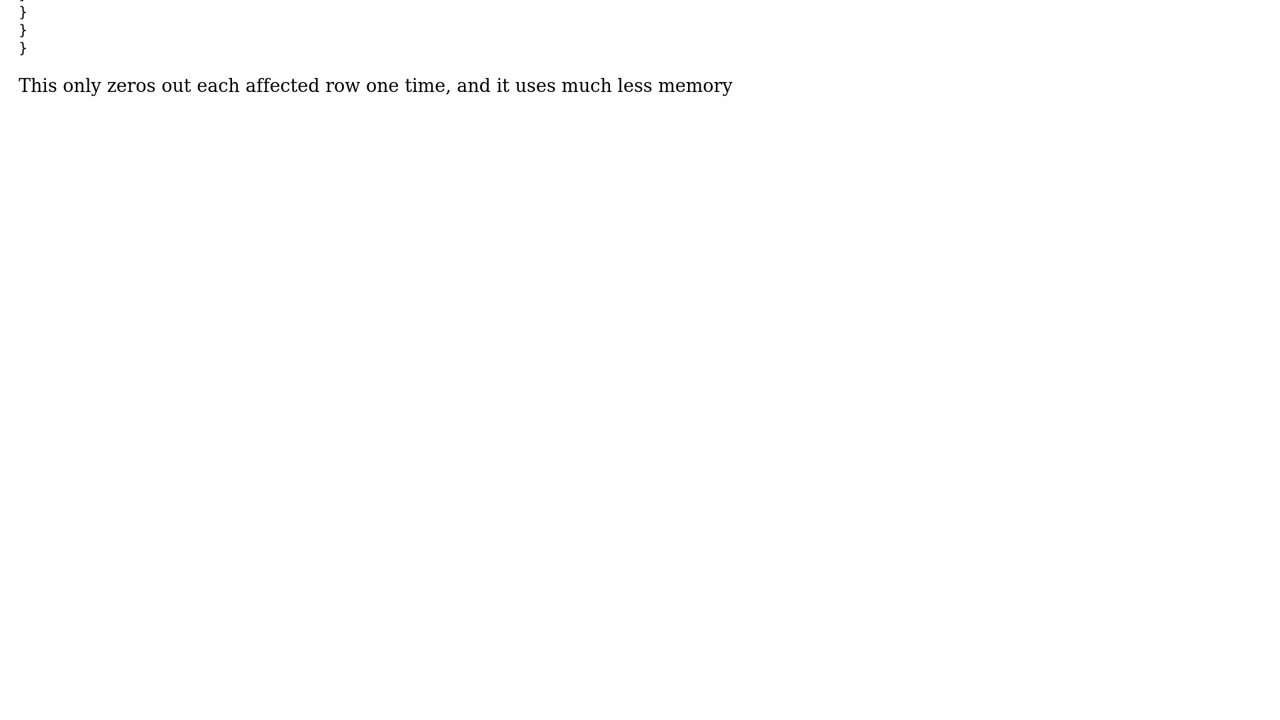 }
}
}
This only zeros out each affected row one time, and it uses much less memory